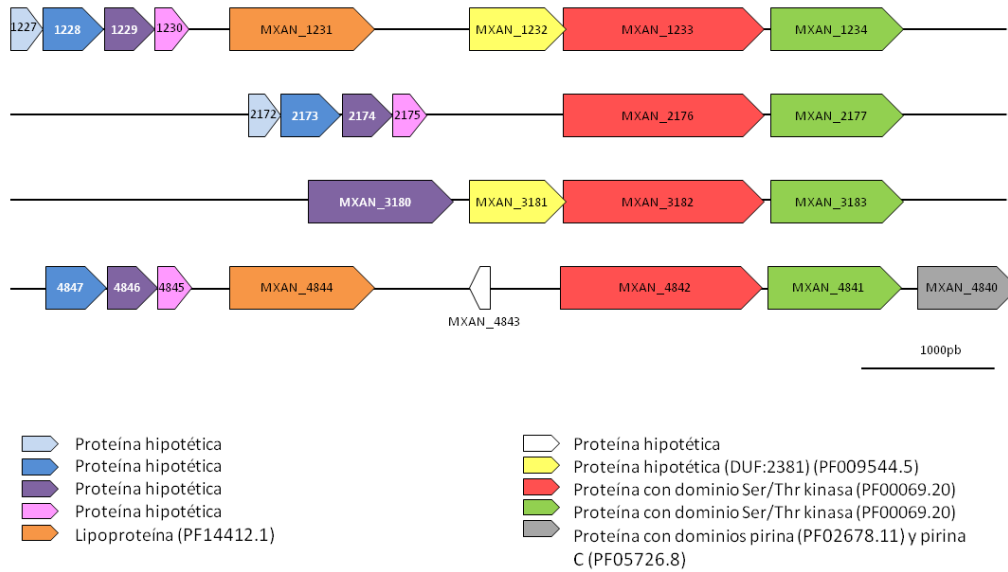 1227 1228 1229 1230 MXAN_1231 MXAN_1232 MXAN_1233 MXAN_1234
2172 2173 2174 2175 MXAN_2176 MXAN_2177
MXAN_3180 MXAN_3181 MXAN_3182 MXAN_3183
4847 4846 4845 MXAN_4844 MXAN_4842 MXAN_4841 MXAN_4840
MXAN_4843
1000pb
Proteína hipotética
Proteína hipotética
Proteína hipotética
Proteína hipotética
Lipoproteína (PF14412.1)
Proteína hipotética
Proteína hipotética (DUF:2381) (PF009544.5)
Proteína con dominio Ser/Thr kinasa (PF00069.20)
Proteína con dominio Ser/Thr kinasa (PF00069.20)
Proteína con dominios pirina (PF02678.11) y pirina
C (PF05726.8)